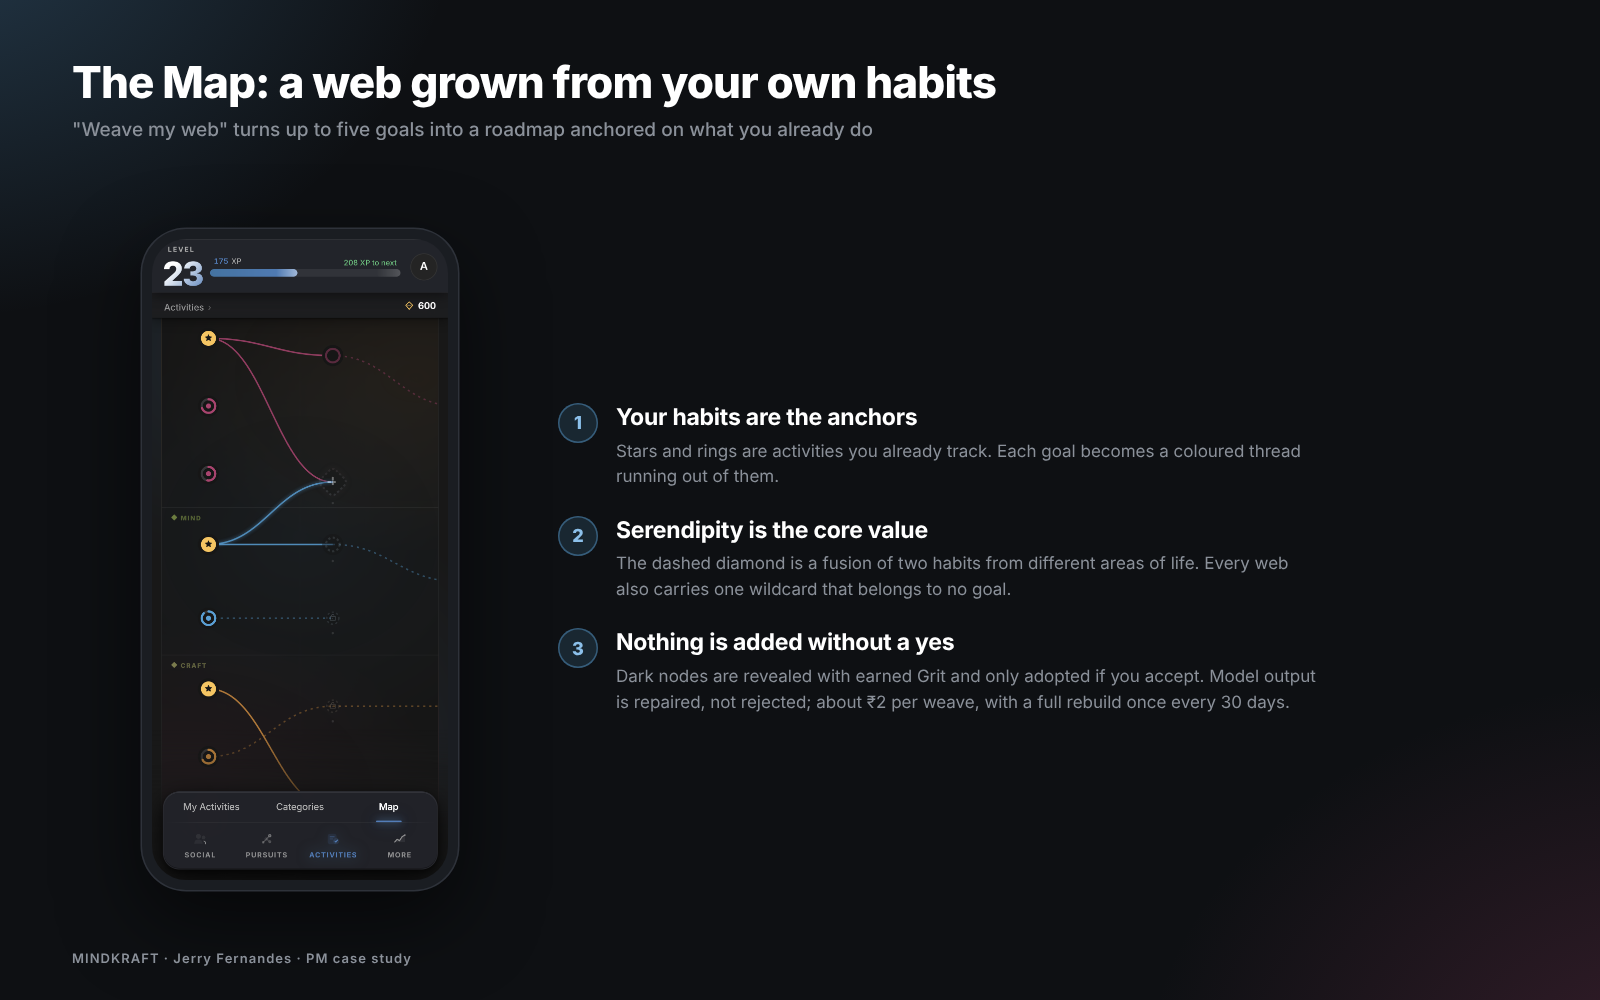 The Map: a web grown from your own habits
"Weave my web" turns up to five goals into a roadmap anchored on what you already do
LEVEL
23
175 XP
208 XP to next
A
Activities ›
600
MIND
CRAFT
My Activities
Categories
Map
SOCIAL
PURSUITS
ACTIVITIES
MORE
1
Your habits are the anchors
Stars and rings are activities you already track. Each goal becomes a coloured thread
running out of them.
2
Serendipity is the core value
The dashed diamond is a fusion of two habits from different areas of life. Every web
also carries one wildcard that belongs to no goal.
3
Nothing is added without a yes
Dark nodes are revealed with earned Grit and only adopted if you accept. Model output
is repaired, not rejected; about ₹2 per weave, with a full rebuild once every 30 days.
MINDKRAFT · Jerry Fernandes · PM case study